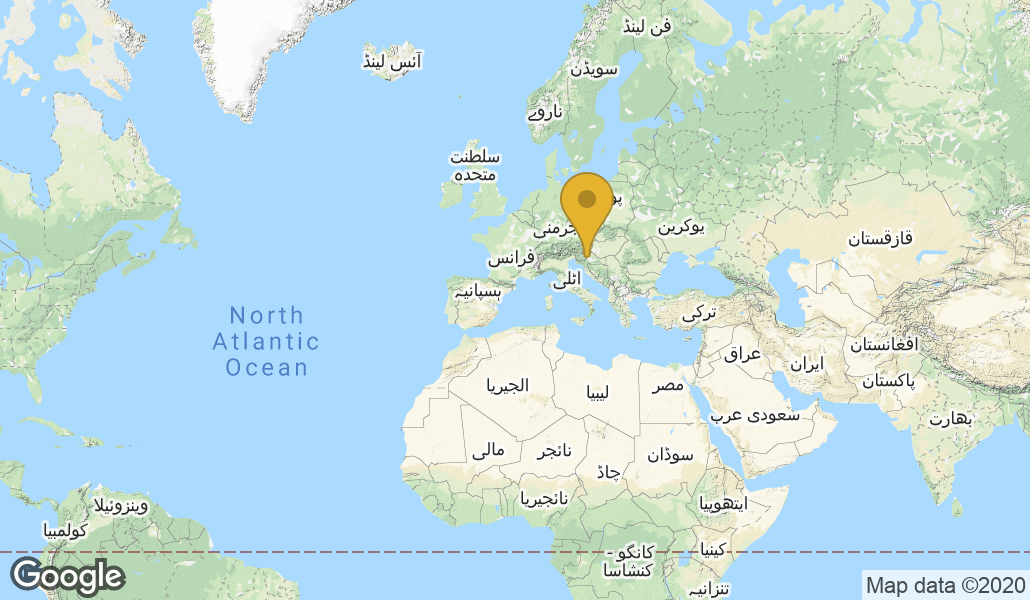 فن لینڈ
آئس لینڈ
سویڈن
ناروے
سلطنت
متحدہ
جرمنی
یوکرین
فرانس
قازقستان
اٹلی
ہسپانیہ
ترکی
North
Atlantic
Ocean
افغانستان
عراق
ایران
پاکستان
الجیریا
لیبیا
مصر
سعودی عرب
بھارت
مالی
نائجر
سوڈان
چاڈ
نائجیریا
ایتھوپیا
وینزوئیلا
کولمبیا
کانگو -
کنشاسا
کینیا
تنزانیہ
Google
Map data ©2020